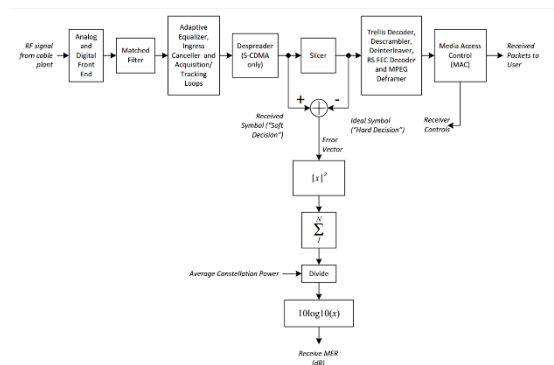 RF signal
from cable
plant
Analog
and
Digital
Front
End
Matched
Filter
Adaptive
Equalizer,
Ingress
Canceller and
Acquisition/
Tracking
Loops
Despreader
(S-CDMA
only)
Slicer
Trellis Decoder,
Descrambler,
Deinterleaver,
RS FEC Decoder
and MPEG
Deframer
Media Access
Control
(MAC)
Received
Packets to
User
+
-
Received
Symbol ("Soft
Decision")
Ideal Symbol
("Hard Decision")
Receiver
Controls
Error
Vector
|x|²
N
Σ
1
Average Constellation Power
Divide
10log10(x)
Receive MER
(dB)